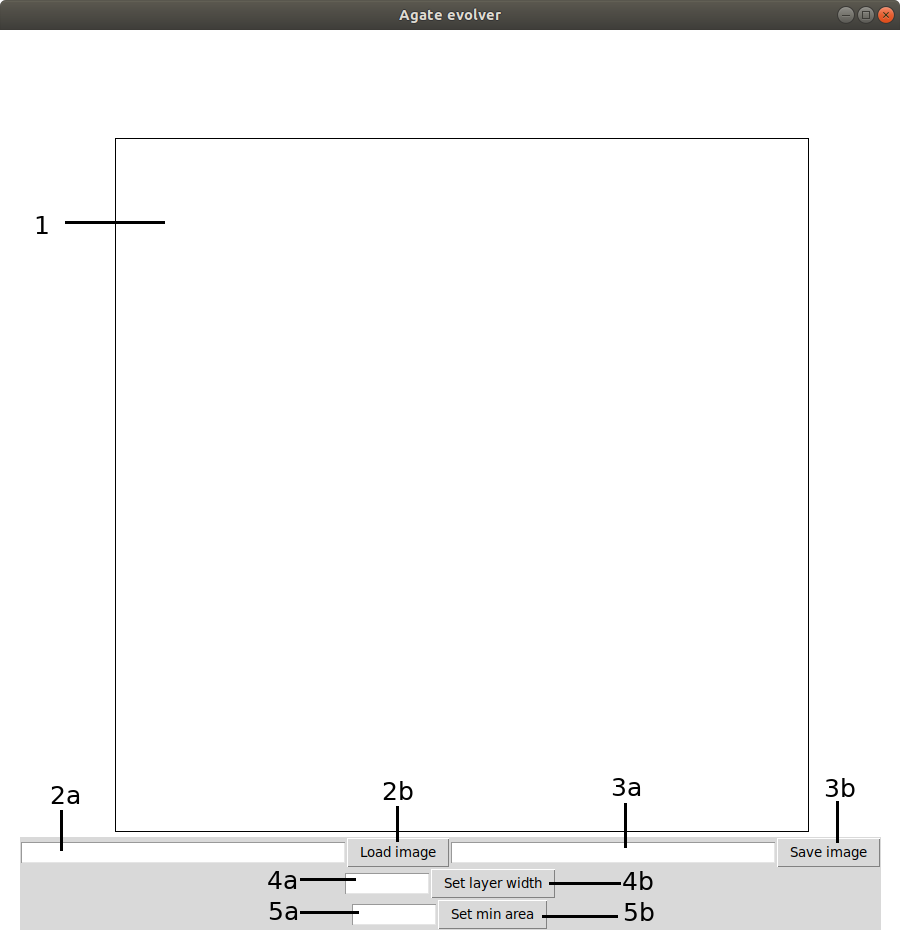 Agate evolver
1
2a
2b
3a
3b
Load image
Save image
4a
Set layer width
4b
5a
Set min area
5b